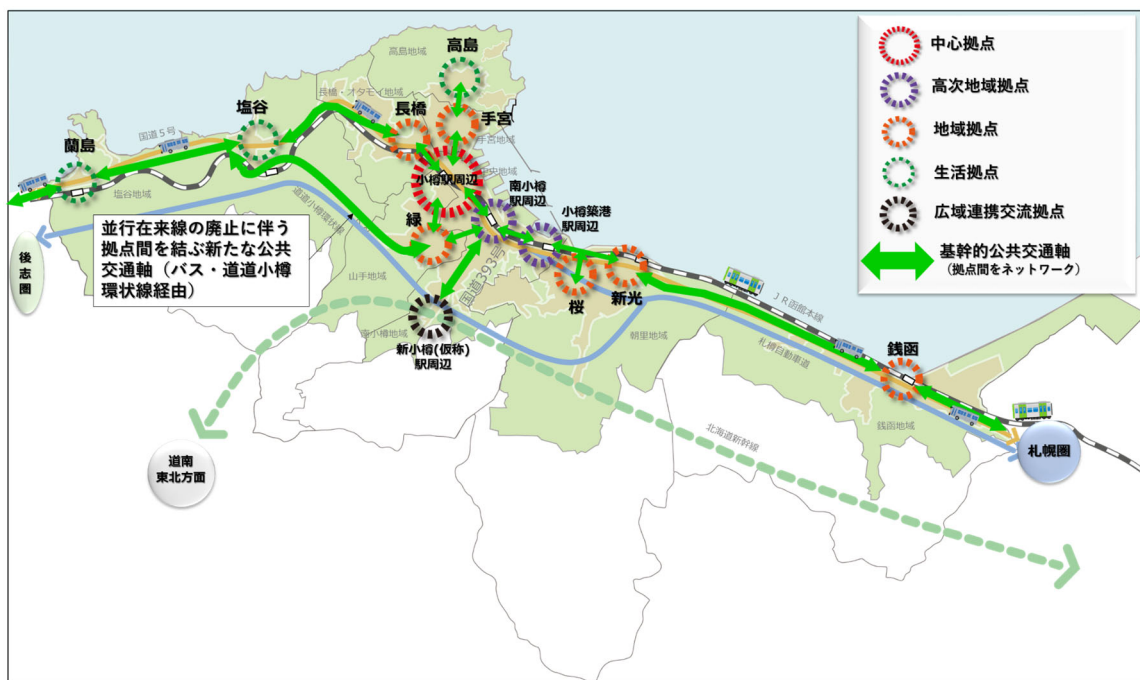 高島
高島地域
中心拠点
高次地域拠点
地域拠点
生活拠点
広域連携交流拠点
基幹的公共交通軸
(拠点間をネットワーク)
長橋・オタモイ地域
塩谷
長橋
手宮
手宮地域
国道5号
蘭島
塩谷地域
小樽駅周辺
南小樽
駅周辺
小樽築港
駅周辺
道道小樽環状線
並行在来線の廃止に伴う
拠点間を結ぶ新たな公共
交通軸(バス・道道小樽
環状線経由)
後志圏
緑
山手地域
国道393号
桜
新光
JR函館本線
南小樽地域
新小樽(仮称)
駅周辺
朝里地域
札樽自動車道
銭函
銭函地域
北海道新幹線
札幌圏
道南
東北方面